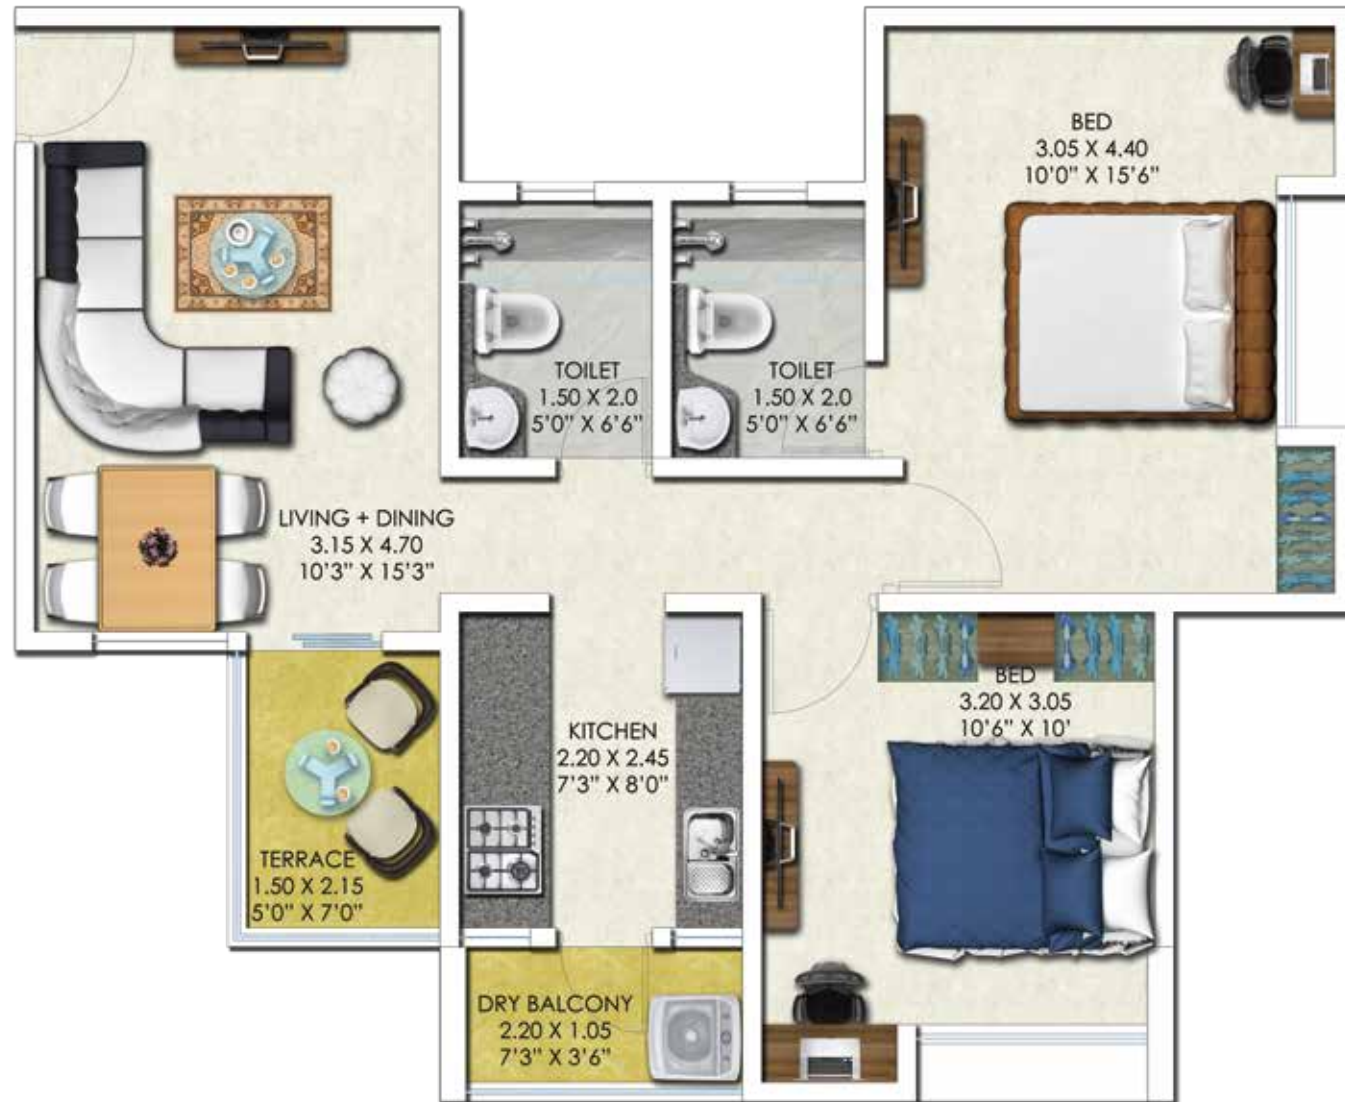 BED
3.05 X 4.40
10'0" X 15'6"
TOILET
1.50 X 2.0
5'0" X 6'6"
TOILET
1.50 X 2.0
5'0" X 6'6"
LIVING + DINING
3.15 X 4.70
10'3" X 15'3"
BED
3.20 X 3.05
10'6" X 10'
KITCHEN
2.20 X 2.45
7'3" X 8'0"
TERRACE
1.50 X 2.15
5'0" X 7'0"
DRY BALCONY
2.20 X 1.05
7'3" X 3'6"